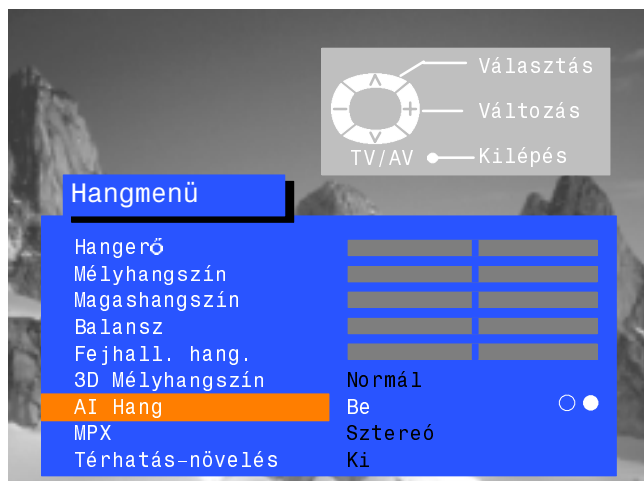 Választás
Változás
TV/AV Kilépés
Hangmenü
Hangerő
Mélyhangszín
Magashangszín
Balansz
Fejhall. hang.
3D Mélyhangszín Normál
AI Hang Be
MPX Sztereó
Térhatás–növelés Ki